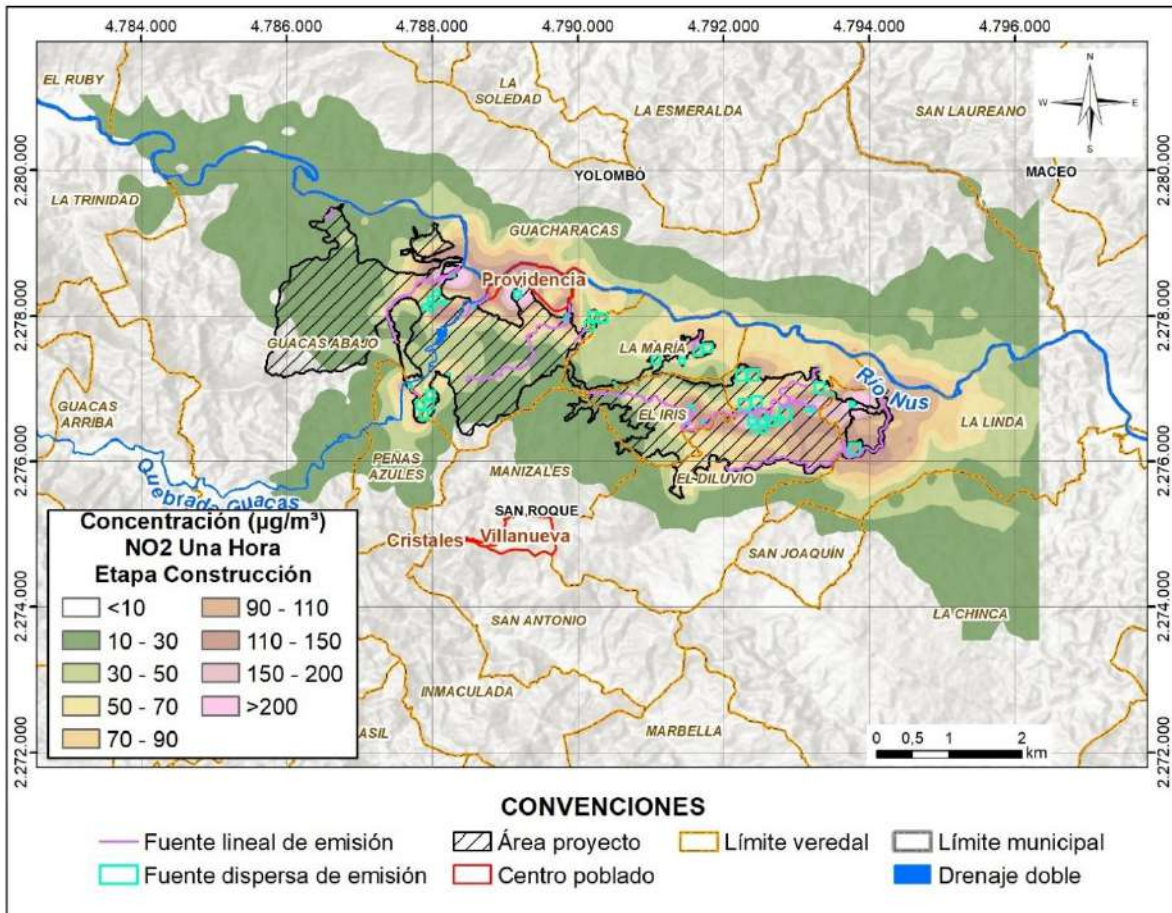 4.784.000 4.786.000 4.788.000 4.790.000 4.792.000 4.794.000 4.796.000
EL RUBY
LA SOLEDAD
LA ESMERALDA
SAN LAUREANO
N
W E
S
2.280.000 2.280.000
YOLOMBÓ
MACEO
LA TRINIDAD
GUACHARACAS
Providencia
2.278.000 2.278.000
GUACAS ABAJO
LA MARÍA
Río Nus
GUACAS ARRIBA
EL IRIS
LA LINDA
2.276.000 2.276.000
PEÑAS AZULES
MANIZALES
EL DILUVIO
Quebrada Guacas
SAN ROQUE
Cristales
Villanueva
SAN JOAQUÍN
2.274.000 2.274.000
SAN ANTONIO
LA CHINCA
INMACULADA
MARBELLA
2.272.000 2.272.000
Concentración (µg/m³)
NO2 Una Hora
Etapa Construcción
<10 90 - 110
10 - 30 110 - 150
30 - 50 150 - 200
50 - 70 >200
70 - 90
0 0,5 1 2
km
CONVENCIONES
Fuente lineal de emisión Área proyecto Límite veredal Límite municipal
Fuente dispersa de emisión Centro poblado Drenaje doble